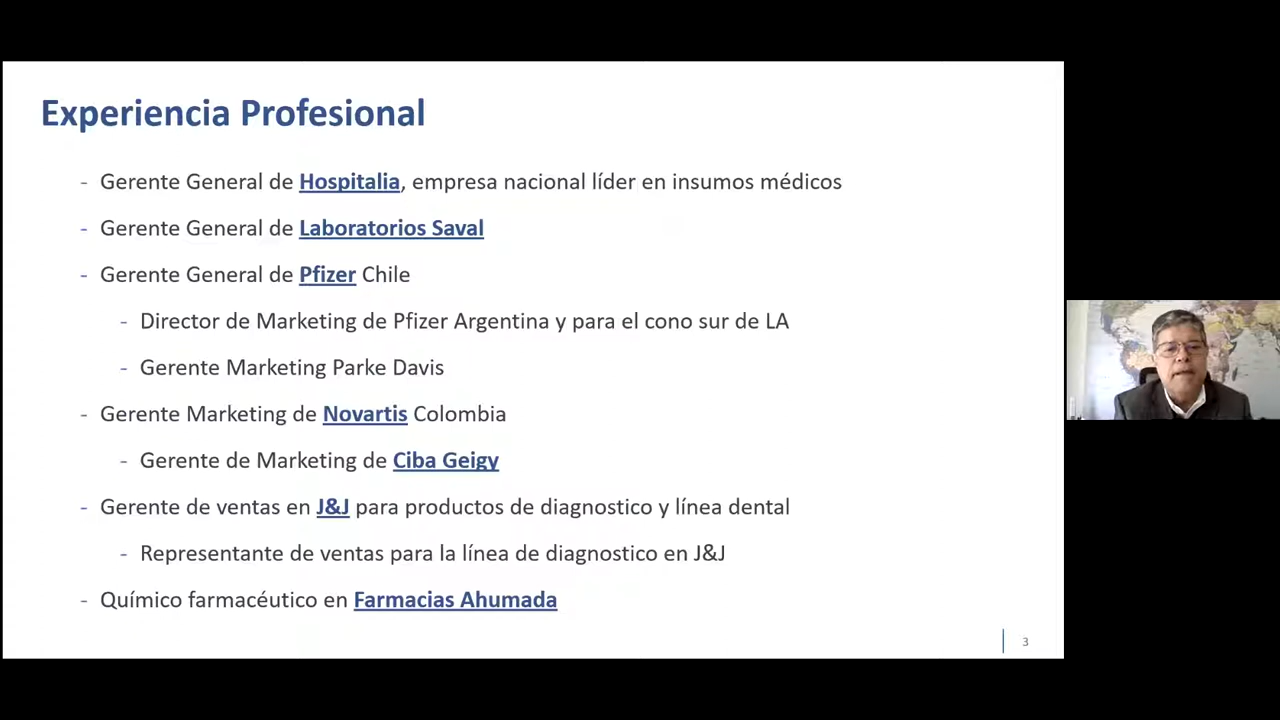 Experiencia Profesional
- Gerente General de Hospitalia, empresa nacional líder en insumos médicos
- Gerente General de Laboratorios Saval
- Gerente General de Pfizer Chile
- Director de Marketing de Pfizer Argentina y para el cono sur de LA
- Gerente Marketing Parke Davis
- Gerente Marketing de Novartis Colombia
- Gerente de Marketing de Ciba Geigy
- Gerente de ventas en J&J para productos de diagnostico y línea dental
- Representante de ventas para la línea de diagnostico en J&J
- Químico farmacéutico en Farmacias Ahumada
3